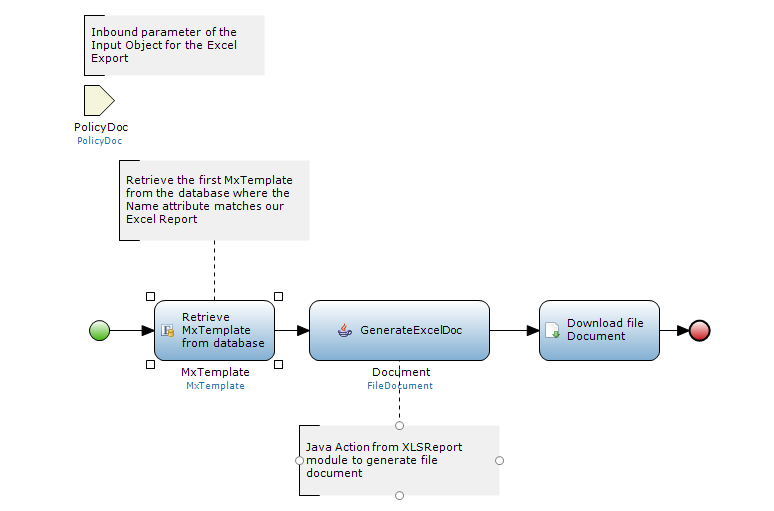 Inbound parameter of the
Input Object for the Excel
Export
PolicyDoc
PolicyDoc
Retrieve the first MxTemplate
from the database where the
Name attribute matches our
Excel Report
Retrieve
MxTemplate
from database
MxTemplate
MxTemplate
GenerateExcelDoc
Document
FileDocument
Download file
Document
Java Action from XLSReport
module to generate file
document